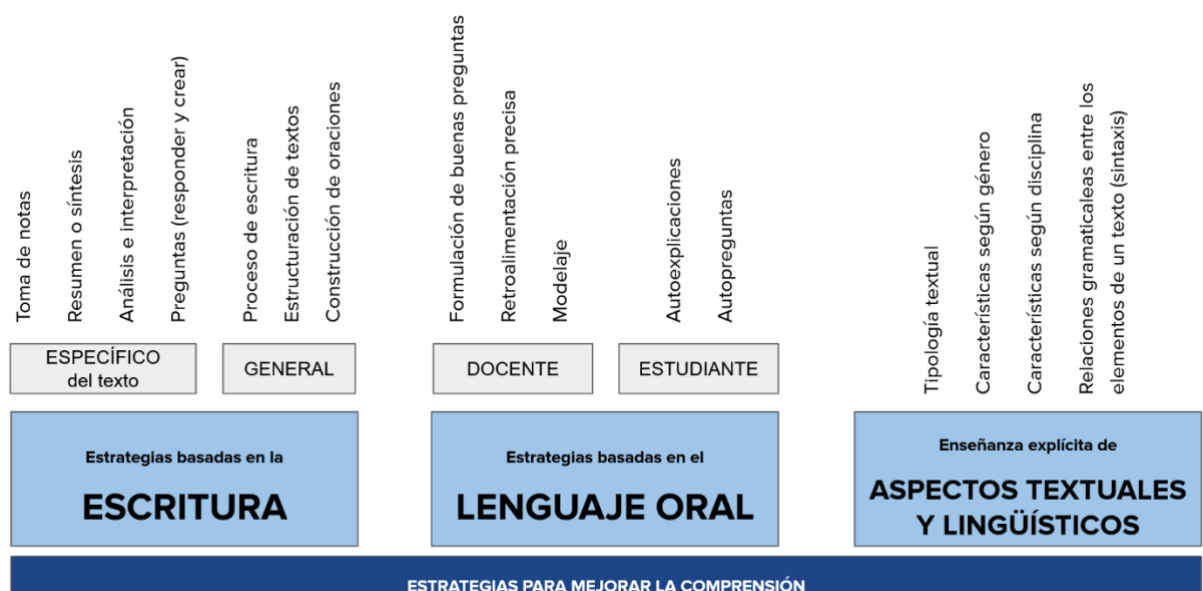 Toma de notas
Resumen o síntesis
Análisis e interpretación
Preguntas (responder y crear)
Proceso de escritura
Estructuración de textos
Construcción de oraciones
Formulación de buenas preguntas
Retroalimentación precisa
Modelaje
Autoexplicaciones
Autopreguntas
Tipología textual
Características según género
Características según disciplina
Relaciones gramaticaleas entre los
elementos de un texto (sintaxis)
ESPECÍFICO
del texto
GENERAL
DOCENTE
ESTUDIANTE
Estrategias basadas en la
ESCRITURA
Estrategias basadas en el
LENGUAJE ORAL
Enseñanza explícita de
ASPECTOS TEXTUALES
Y LINGÜÍSTICOS
ESTRATEGIAS PARA MEJORAR LA COMPRENSIÓN